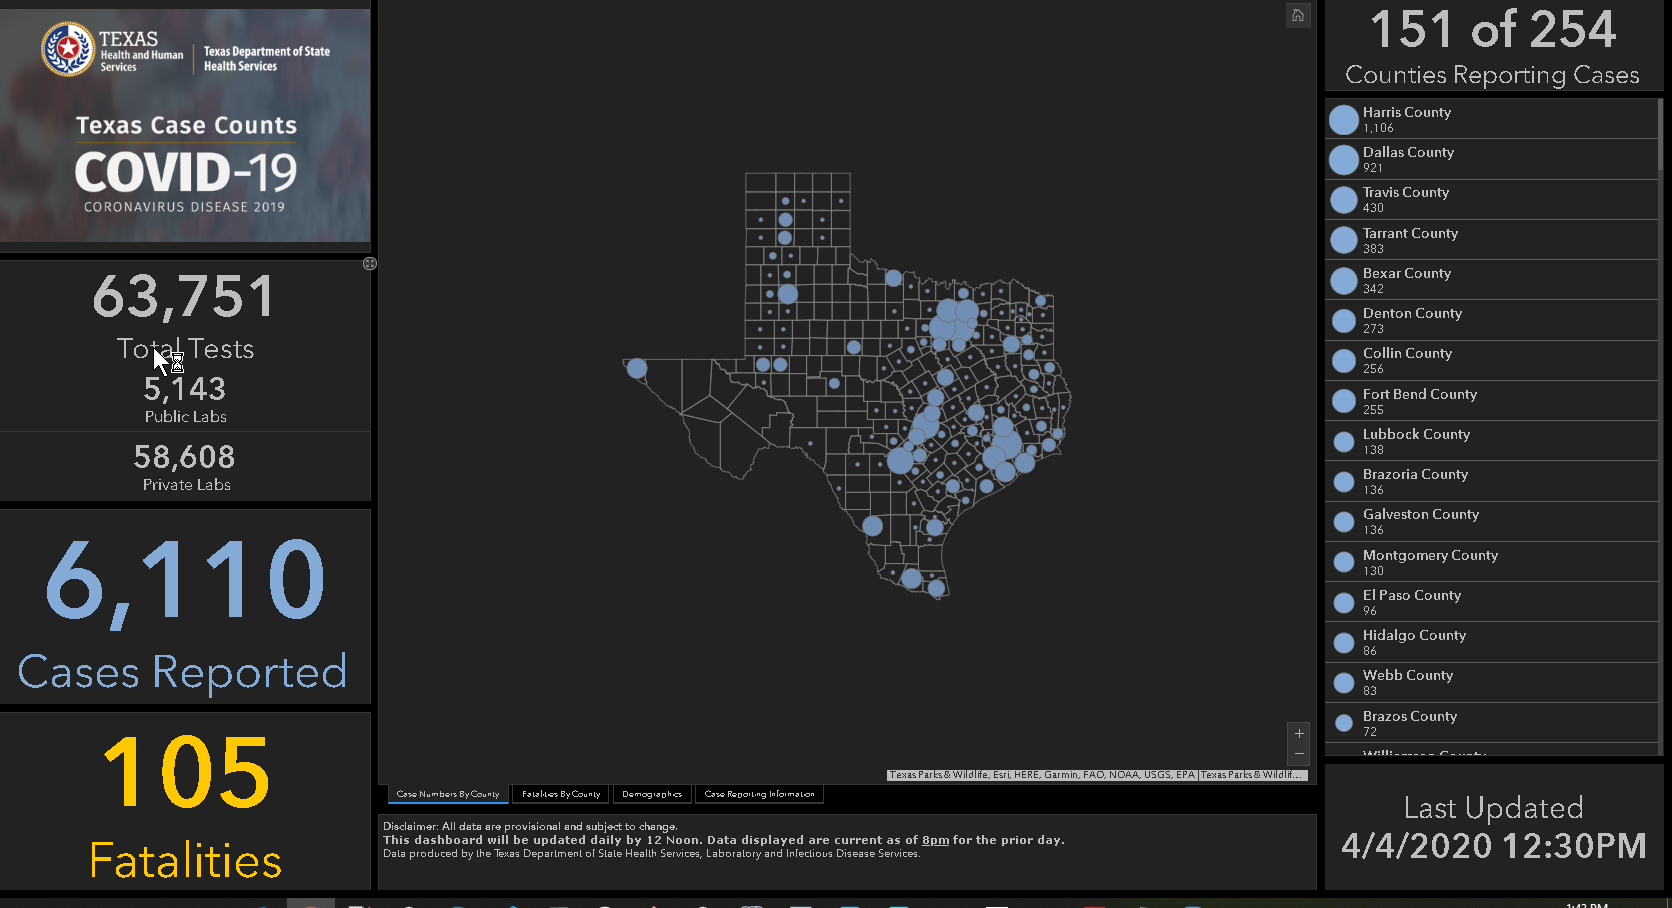 TEXAS
Health and Human
Services
Texas Department of State
Health Services
Texas Case Counts
COVID-19
CORONAVIRUS DISEASE 2019
63,751
Total Tests
5,143
Public Labs
58,608
Private Labs
6,110
Cases Reported
105
Fatalities
Texas Parks & Wildlife, Esri, HERE, Garmin, FAO, NOAA, USGS, EPA | Texas Parks & Wildlif...
Case Numbers By County
Fatalities By County
Demographics
Case Reporting Information
Disclaimer: All data are provisional and subject to change.
This dashboard will be updated daily by 12 Noon. Data displayed are current as of 8pm for the prior day.
Data produced by the Texas Department of State Health Services, Laboratory and Infectious Disease Services.
151 of 254
Counties Reporting Cases
Harris County
1,106
Dallas County
921
Travis County
430
Tarrant County
383
Bexar County
342
Denton County
273
Collin County
256
Fort Bend County
255
Lubbock County
138
Brazoria County
136
Galveston County
136
Montgomery County
130
El Paso County
96
Hidalgo County
86
Webb County
83
Brazos County
72
Last Updated
4/4/2020 12:30PM